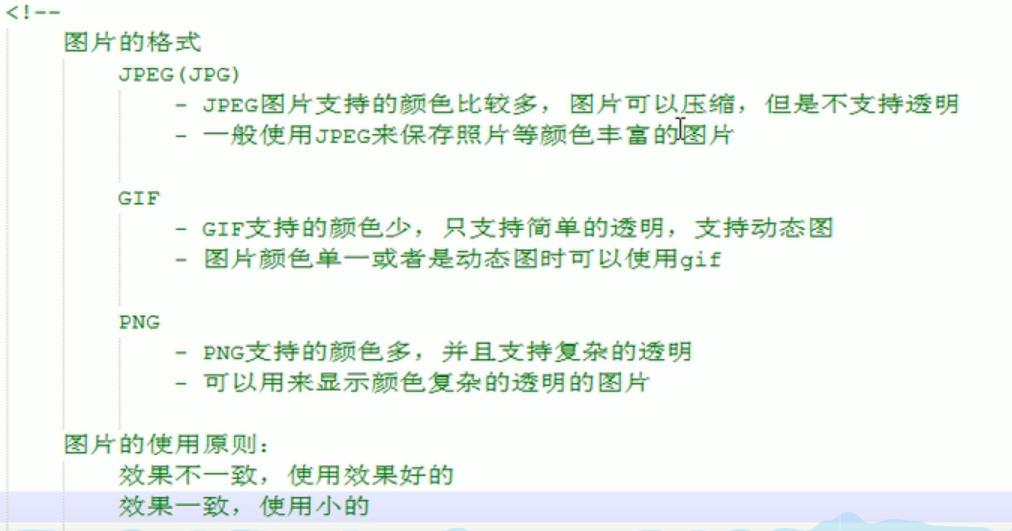 <!--
图片的格式
JPEG(JPG)
- JPEG图片支持的颜色比较多，图片可以压缩，但是不支持透明
- 一般使用JPEG来保存照片等颜色丰富的图片
GIF
- GIF支持的颜色少，只支持简单的透明，支持动态图
- 图片颜色单一或者是动态图时可以使用gif
PNG
- PNG支持的颜色多，并且支持复杂的透明
- 可以用来显示颜色复杂的透明的图片
图片的使用原则：
效果不一致，使用效果好的
效果一致，使用小的